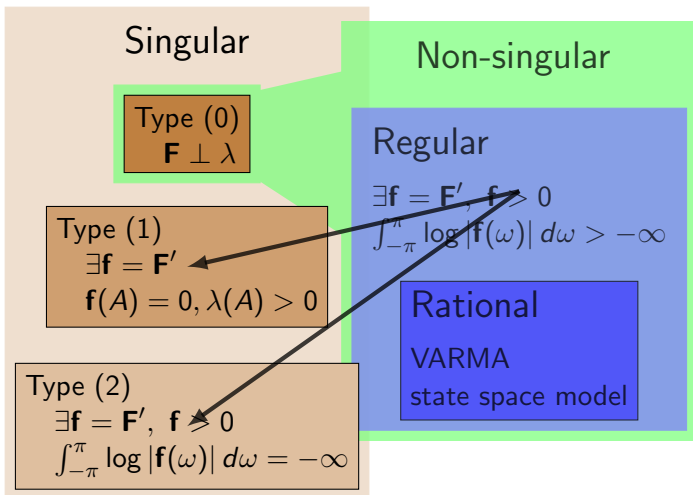 Singular
Type (0)
F ⊥ λ
Type (1)
∃f = F′
f(A) = 0, λ(A) > 0
Type (2)
∃f = F′, f > 0
∫_{-π}^{π} log |f(ω)| dω = −∞
Non-singular
Regular
∃f = F′, f > 0
∫_{-π}^{π} log |f(ω)| dω > −∞
Rational
VARMA
state space model